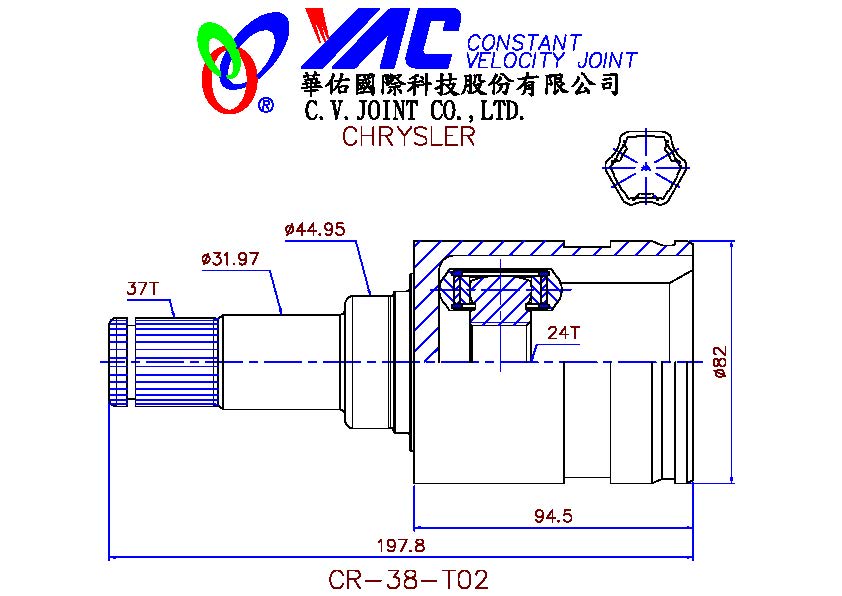 YAC CONSTANT
VELOCITY JOINT
®
華佑國際科技股份有限公司
C.V.JOINT CO.,LTD.
CHRYSLER
ø44.95
ø31.97
37T
24T
ø82
94.5
197.8
CR-38-T02